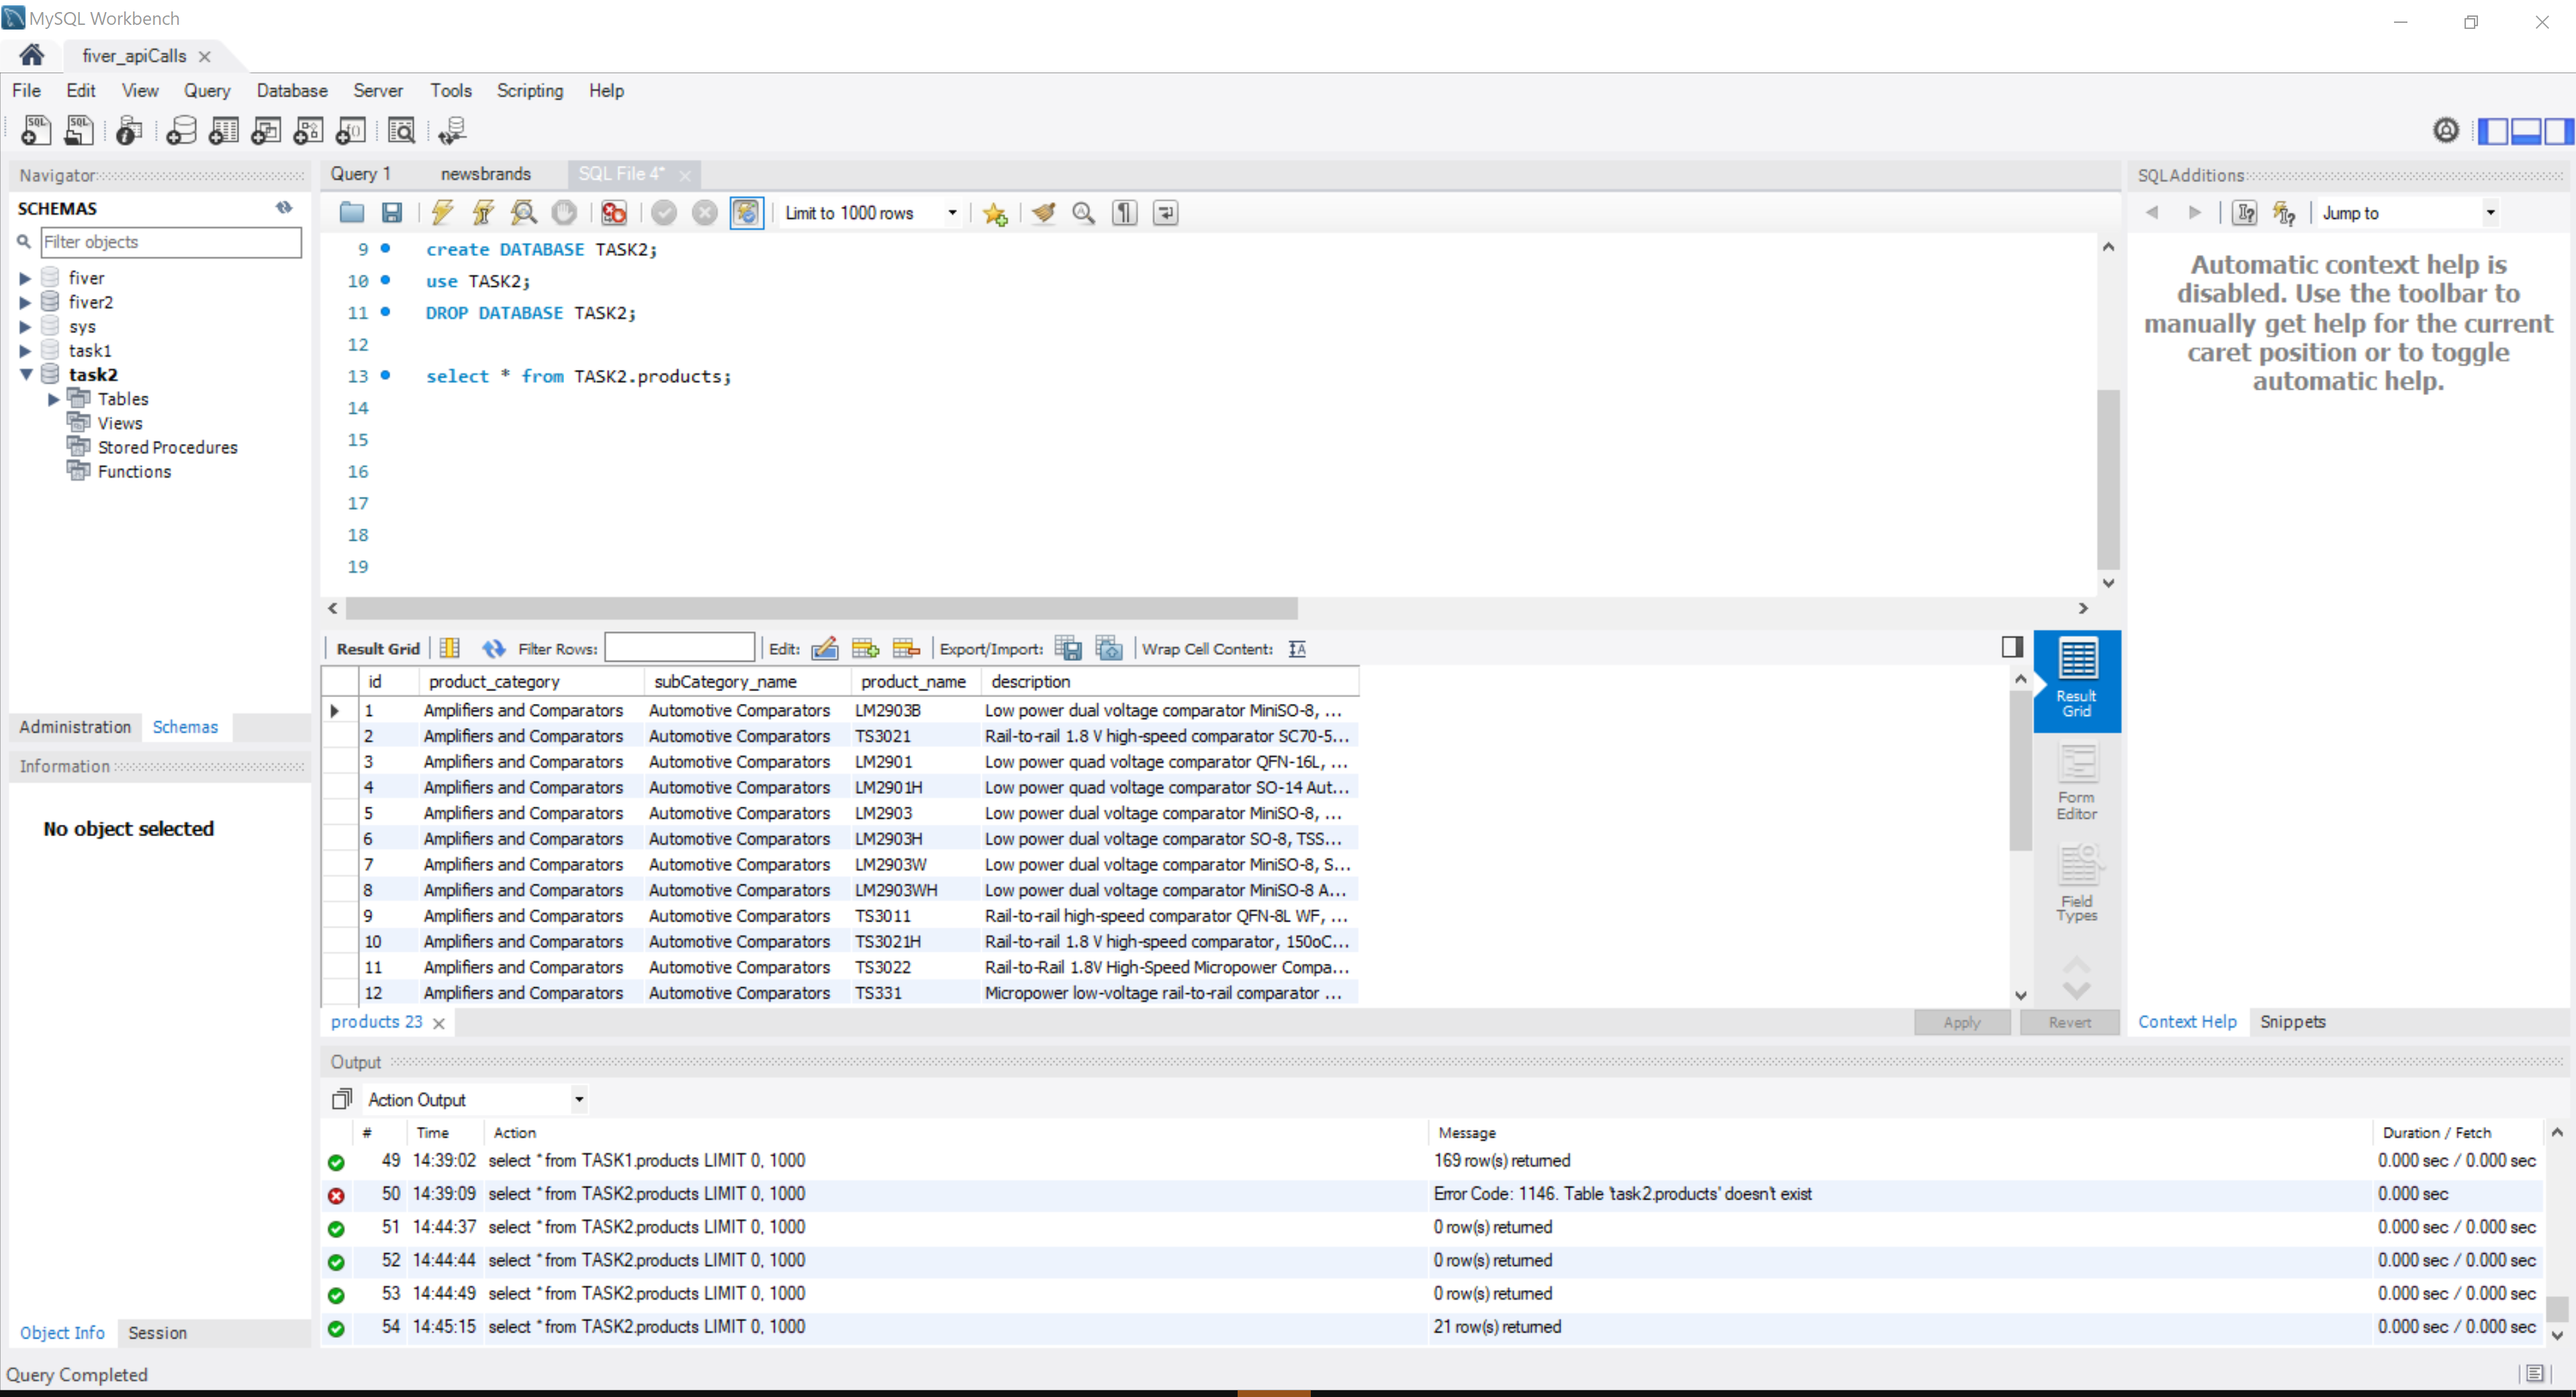 MySQL Workbench
fiver_apiCalls
File Edit View Query Database Server Tools Scripting Help
Navigator
SCHEMAS
Filter objects
fiver
fiver2
sys
task1
task2
Tables
Views
Stored Procedures
Functions
Administration Schemas
Information
No object selected
Object Info Session
Query 1 newsbrands SQL File 4*
Limit to 1000 rows
9 create DATABASE TASK2;
10 use TASK2;
11 DROP DATABASE TASK2;
12
13 select * from TASK2.products;
14
15
16
17
18
19
Result Grid Filter Rows: Edit: Export/Import: Wrap Cell Content:
id product_category subCategory_name product_name description
1 Amplifiers and Comparators Automotive Comparators LM2903B Low power dual voltage comparator MiniSO-8, ...
2 Amplifiers and Comparators Automotive Comparators TS3021 Rail-to-rail 1.8 V high-speed comparator SC70-5...
3 Amplifiers and Comparators Automotive Comparators LM2901 Low power quad voltage comparator QFN-16L, ...
4 Amplifiers and Comparators Automotive Comparators LM2901H Low power quad voltage comparator SO-14 Aut...
5 Amplifiers and Comparators Automotive Comparators LM2903 Low power dual voltage comparator MiniSO-8, ...
6 Amplifiers and Comparators Automotive Comparators LM2903H Low power dual voltage comparator SO-8, TSS...
7 Amplifiers and Comparators Automotive Comparators LM2903W Low power dual voltage comparator MiniSO-8, S...
8 Amplifiers and Comparators Automotive Comparators LM2903WH Low power dual voltage comparator MiniSO-8 A...
9 Amplifiers and Comparators Automotive Comparators TS3011 Rail-to-rail high-speed comparator QFN-8L WF, ...
10 Amplifiers and Comparators Automotive Comparators TS3021H Rail-to-rail 1.8 V high-speed comparator, 150oC...
11 Amplifiers and Comparators Automotive Comparators TS3022 Rail-to-Rail 1.8V High-Speed Micropower Compa...
12 Amplifiers and Comparators Automotive Comparators TS331 Micropower low-voltage rail-to-rail comparator ...
Result
Grid
Form
Editor
Field
Types
products 23 Apply Revert
SQLAdditions
Jump to
Automatic context help is
disabled. Use the toolbar to
manually get help for the current
caret position or to toggle
automatic help.
Context Help Snippets
Output
Action Output
# Time Action Message Duration / Fetch
49 14:39:02 select * from TASK1.products LIMIT 0, 1000 169 row(s) returned 0.000 sec / 0.000 sec
50 14:39:09 select * from TASK2.products LIMIT 0, 1000 Error Code: 1146. Table 'task2.products' doesn't exist 0.000 sec
51 14:44:37 select * from TASK2.products LIMIT 0, 1000 0 row(s) returned 0.000 sec / 0.000 sec
52 14:44:44 select * from TASK2.products LIMIT 0, 1000 0 row(s) returned 0.000 sec / 0.000 sec
53 14:44:49 select * from TASK2.products LIMIT 0, 1000 0 row(s) returned 0.000 sec / 0.000 sec
54 14:45:15 select * from TASK2.products LIMIT 0, 1000 21 row(s) returned 0.000 sec / 0.000 sec
Query Completed